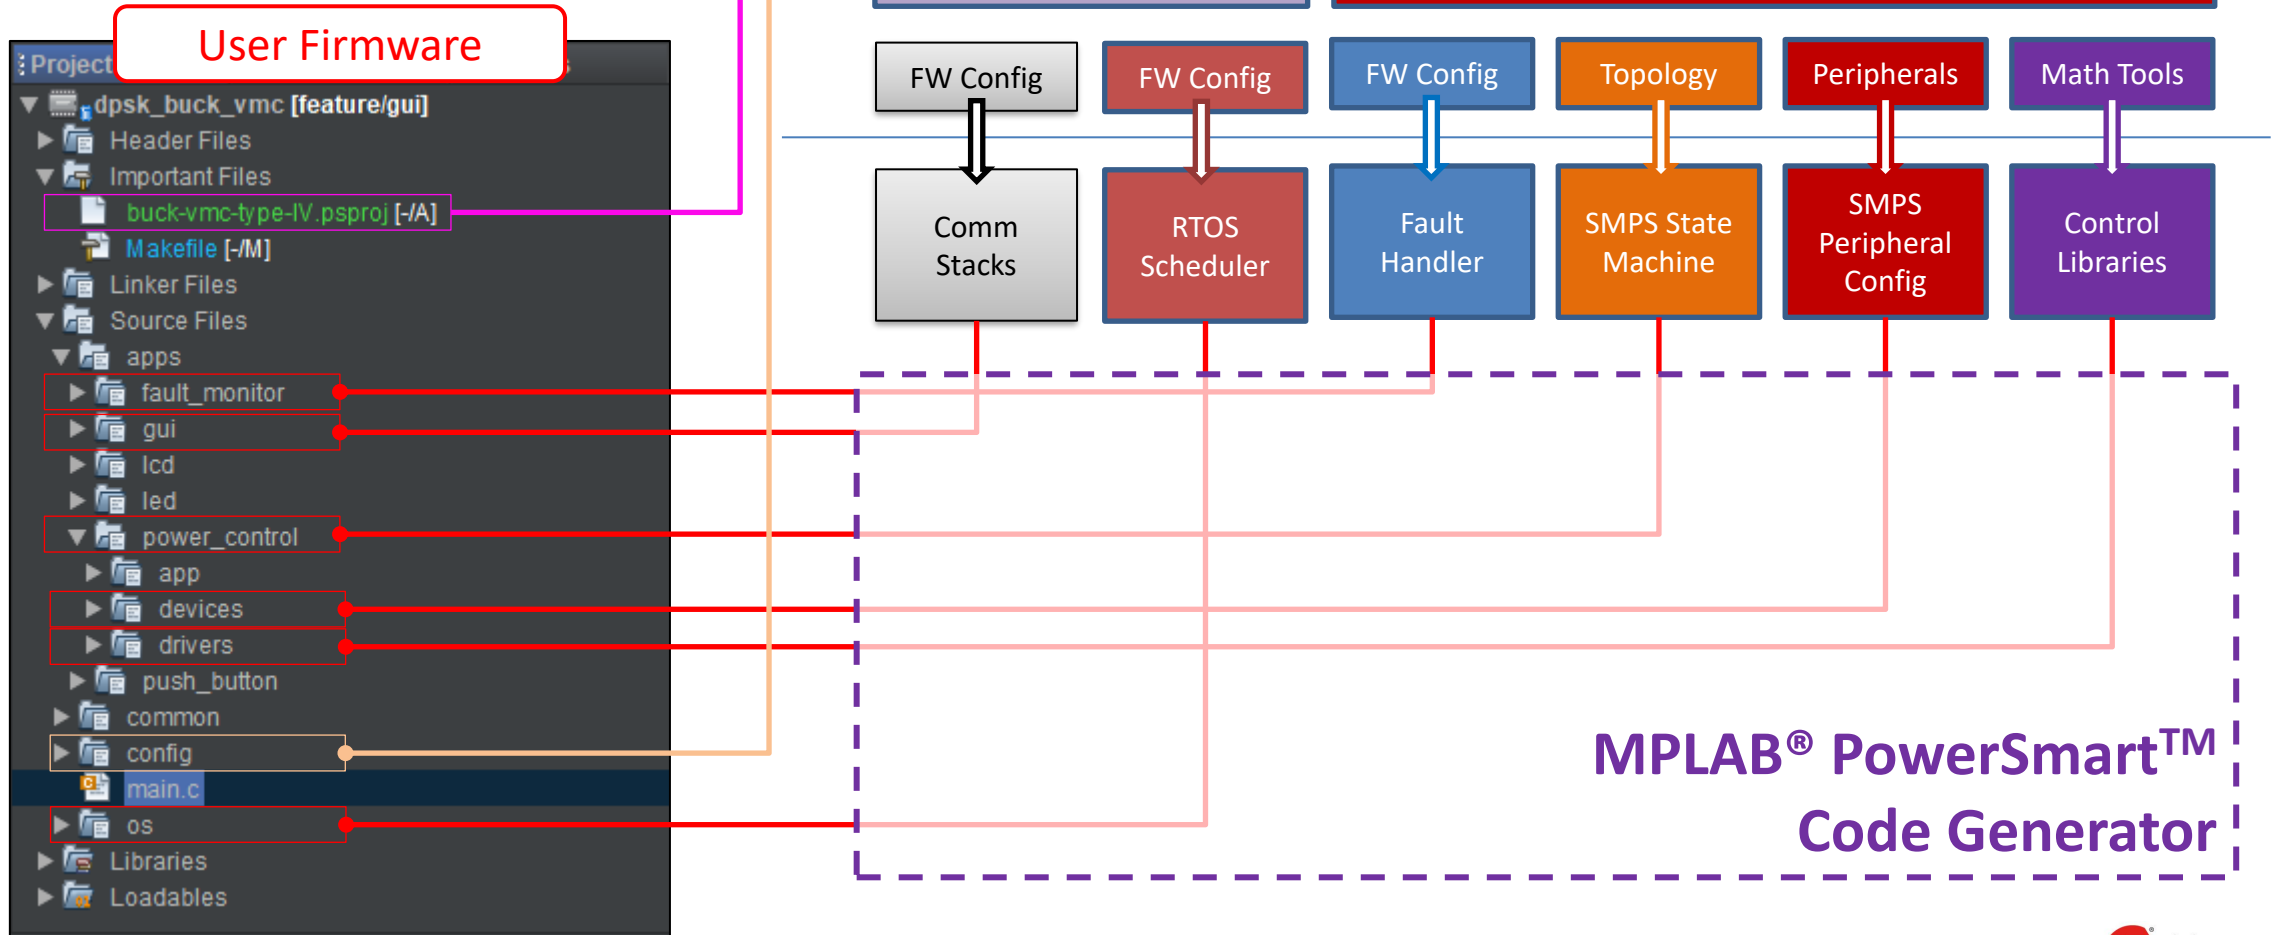 User Firmware
Project
dpsk_buck_vmc [feature/gui]
Header Files
Important Files
buck-vmc-type-IV.psproj [-/A]
Makefile [-/M]
Linker Files
Source Files
apps
fault_monitor
gui
lcd
led
power_control
app
devices
drivers
push_button
common
config
main.c
os
Libraries
Loadables
FW Config
FW Config
FW Config
Topology
Peripherals
Math Tools
Comm
Stacks
RTOS
Scheduler
Fault
Handler
SMPS State
Machine
SMPS
Peripheral
Config
Control
Libraries
MPLAB® PowerSmart™
Code Generator